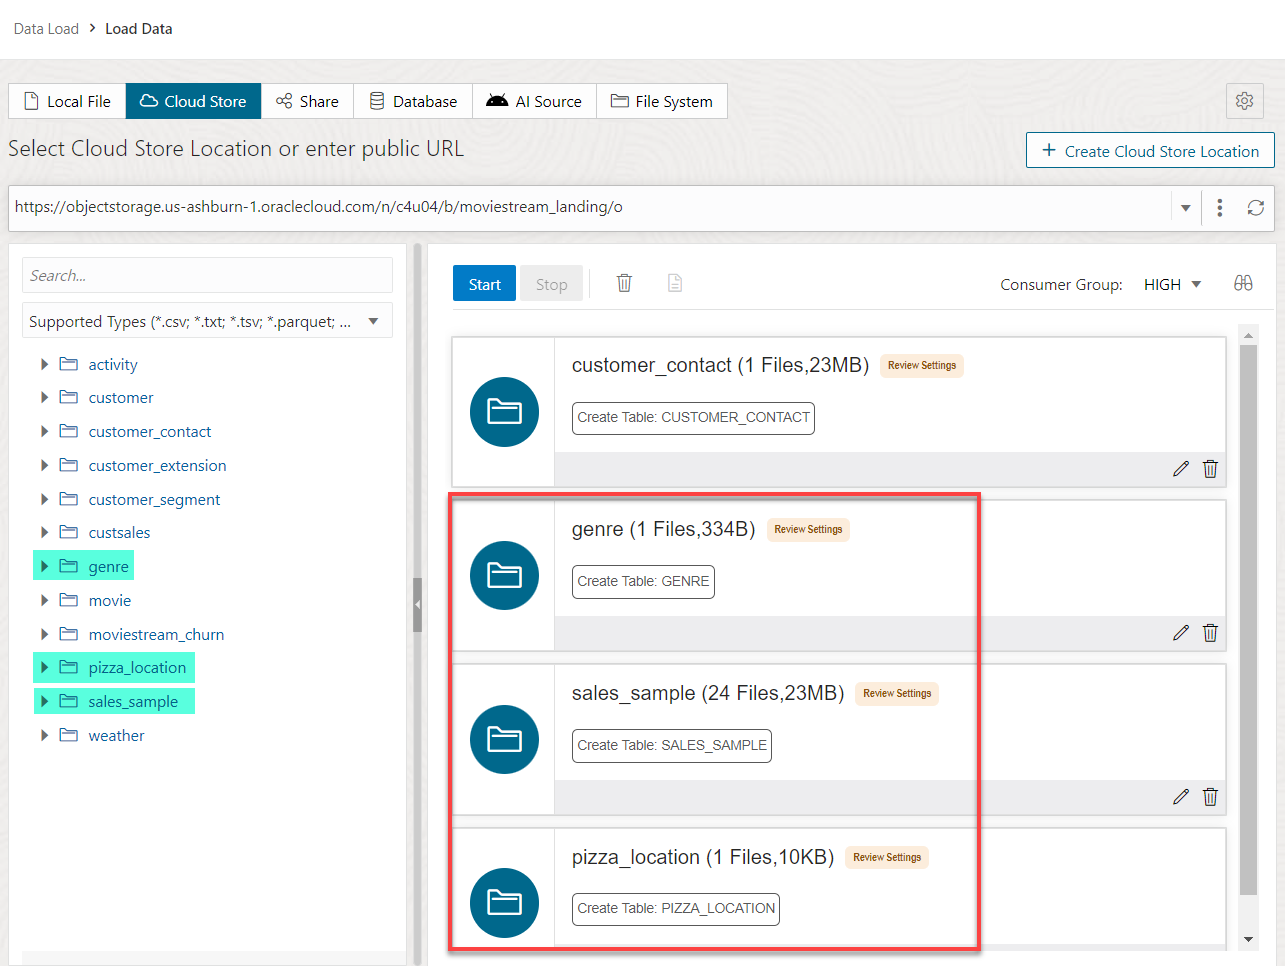 Data Load > Load Data
Local File Cloud Store Share Database AI Source File System
Select Cloud Store Location or enter public URL
+ Create Cloud Store Location
https://objectstorage.us-ashburn-1.oraclecloud.com/n/c4u04/b/moviestream_landing/o
Search...
Supported Types (*.csv; *.txt; *.tsv; *.parquet; ...
activity
customer
customer_contact
customer_extension
customer_segment
custsales
genre
movie
moviestream_churn
pizza_location
sales_sample
weather
Start Stop Consumer Group: HIGH
customer_contact (1 Files,23MB) Review Settings
Create Table: CUSTOMER_CONTACT
genre (1 Files,334B) Review Settings
Create Table: GENRE
sales_sample (24 Files,23MB) Review Settings
Create Table: SALES_SAMPLE
pizza_location (1 Files,10KB) Review Settings
Create Table: PIZZA_LOCATION